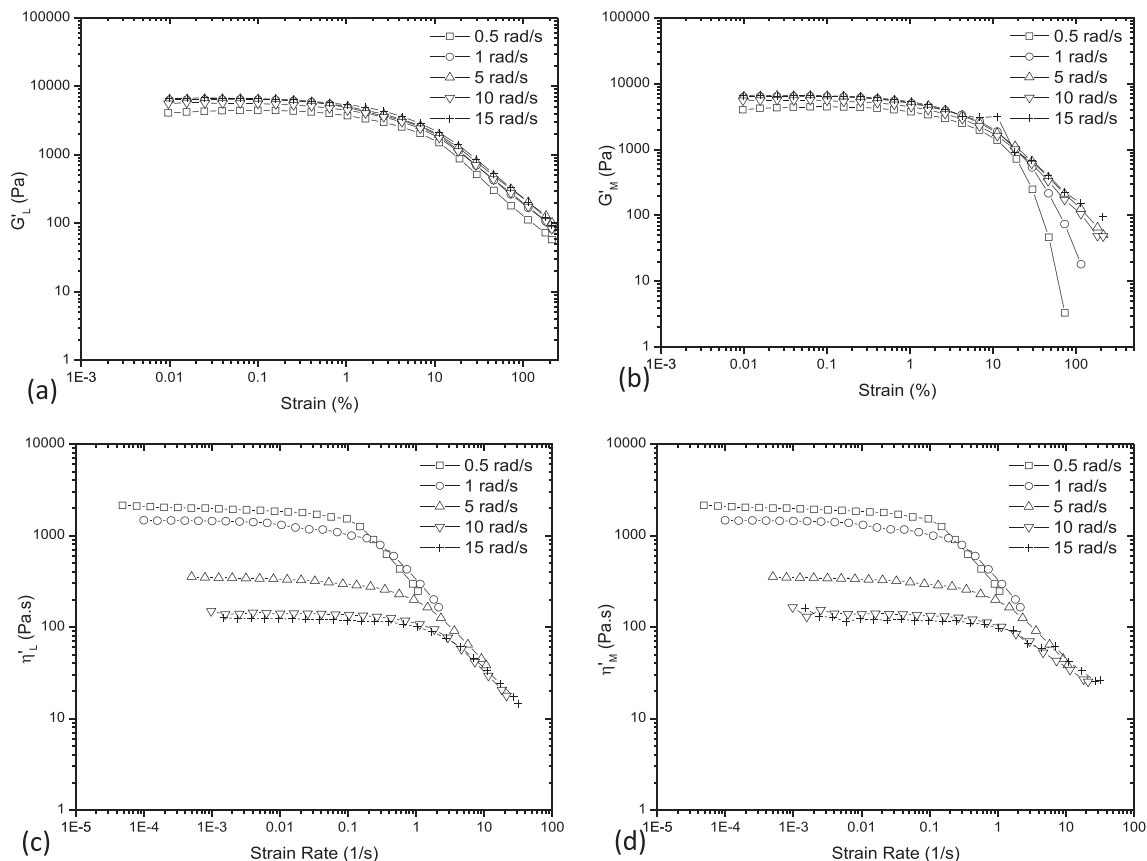 100000
10000
1000
100
10
1
G'L (Pa)
0.5 rad/s
1 rad/s
5 rad/s
10 rad/s
15 rad/s
1E-3 0.01 0.1 1 10 100
Strain (%)
(a)
100000
10000
1000
100
10
1
G'M (Pa)
0.5 rad/s
1 rad/s
5 rad/s
10 rad/s
15 rad/s
1E-3 0.01 0.1 1 10 100
Strain (%)
(b)
10000
1000
100
10
1
η'L (Pa.s)
0.5 rad/s
1 rad/s
5 rad/s
10 rad/s
15 rad/s
1E-5 1E-4 1E-3 0.01 0.1 1 10 100
Strain Rate (1/s)
(c)
10000
1000
100
10
1
η'M (Pa.s)
0.5 rad/s
1 rad/s
5 rad/s
10 rad/s
15 rad/s
1E-5 1E-4 1E-3 0.01 0.1 1 10 100
Strain Rate (1/s)
(d)